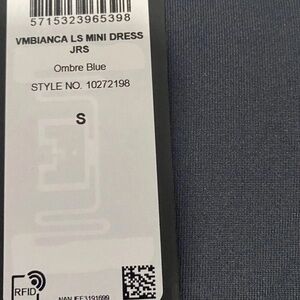 5715323965398
VMBIANCA LS MINI DRESS
JRS
Ombre Blue
STYLE NO. 10272198
S
RFID